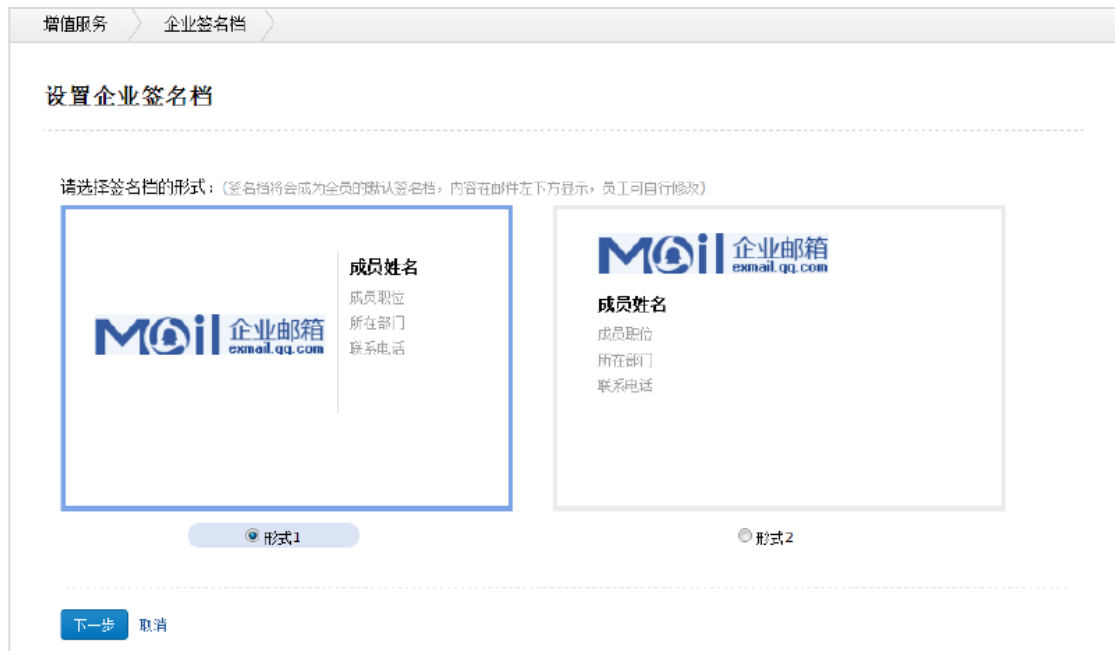 增值服务 企业签名档
设置企业签名档
请选择签名档的形式：(签名档将会成为全员的默认签名档，内容在邮件左下方显示，员工可自行修改)
Mail 企业邮箱
exmail.qq.com
成员姓名
成员职位
所在部门
联系电话
形式1
Mail 企业邮箱
exmail.qq.com
成员姓名
成员职位
所在部门
联系电话
形式2
下一步 取消